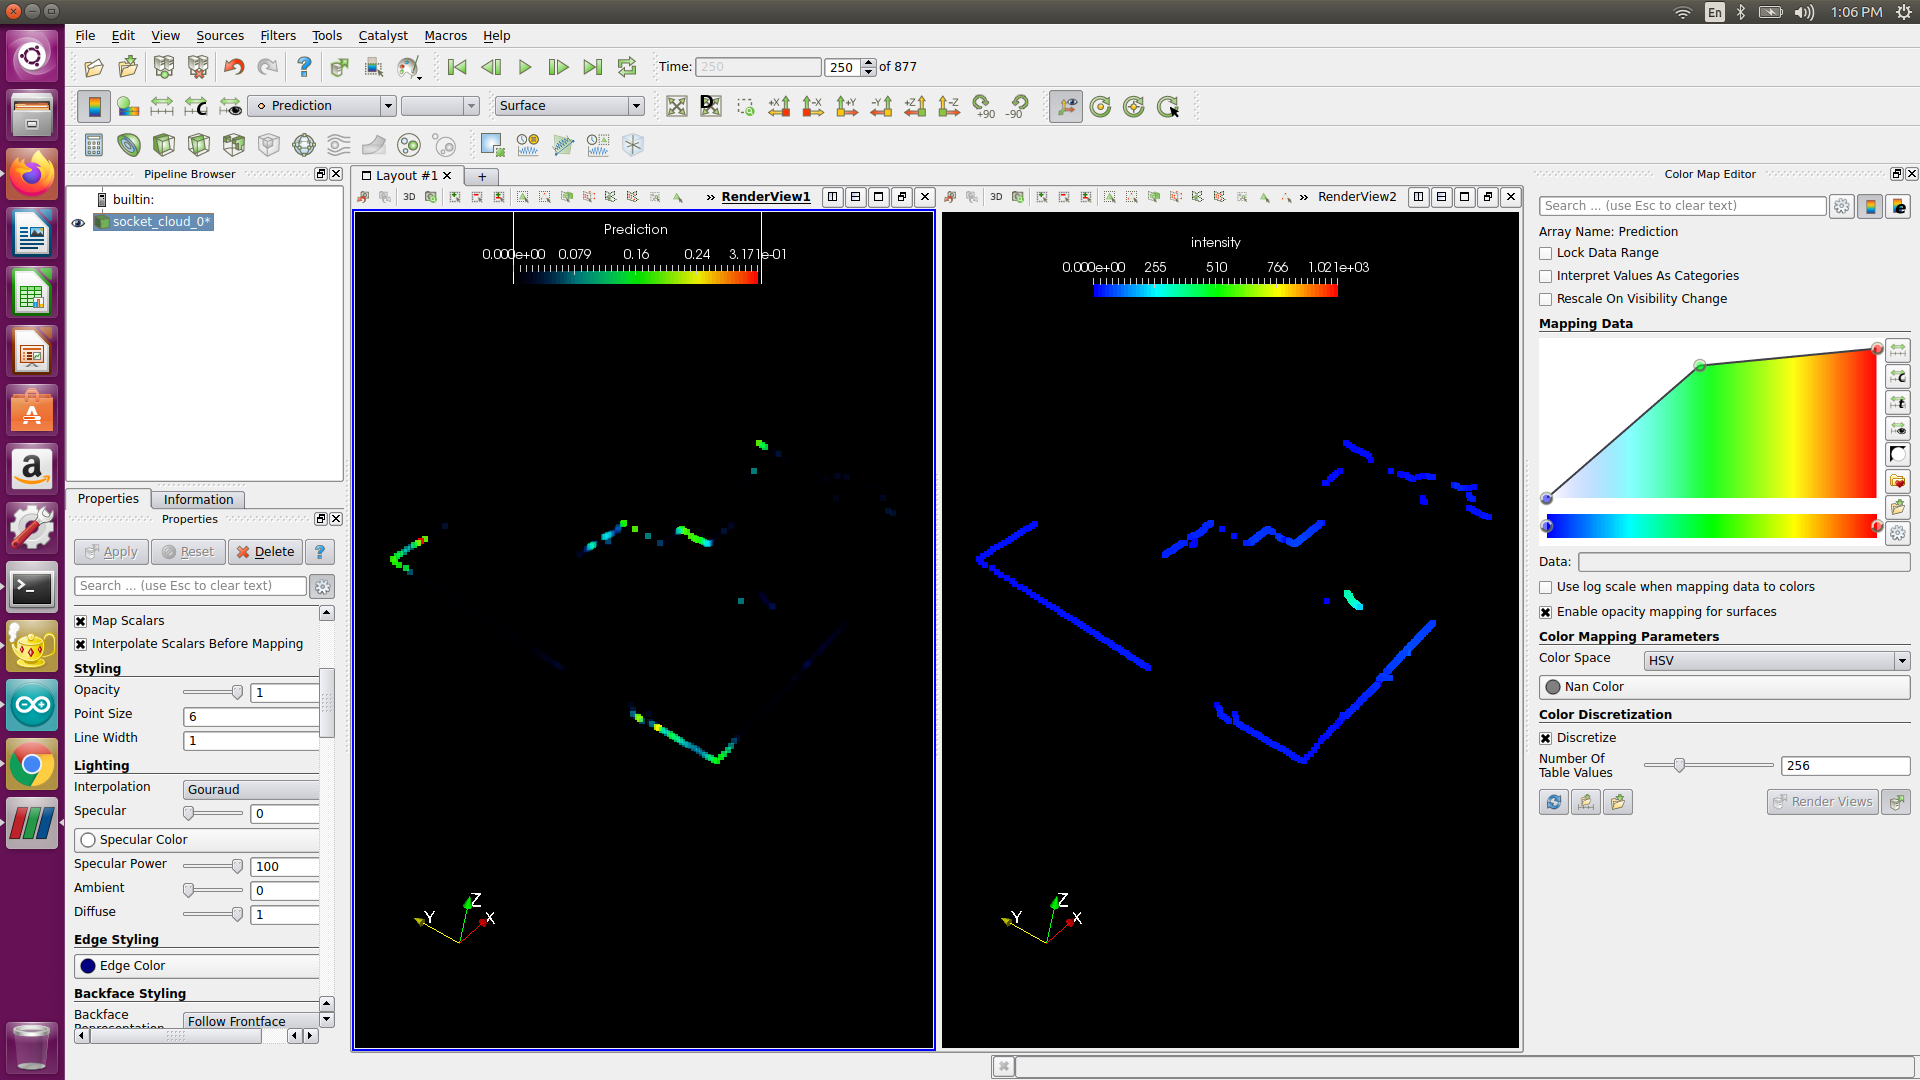 En
1:06 PM
File Edit View Sources Filters Tools Catalyst Macros Help
Time: 250 250 of 877
Prediction
Surface
D
+X -X +Y -Y +Z -Z +90 -90
Pipeline Browser
builtin:
socket_cloud_0*
Properties Information
Properties
Apply Reset Delete ?
Search ... (use Esc to clear text)
Map Scalars
Interpolate Scalars Before Mapping
Styling
Opacity 1
Point Size 6
Line Width 1
Lighting
Interpolation Gouraud
Specular 0
Specular Color
Specular Power 100
Ambient 0
Diffuse 1
Edge Styling
Edge Color
Backface Styling
Backface Representation Follow Frontface
Layout #1 +
3D » RenderView1
Prediction
0.000e+00 0.079 0.16 0.24 3.171e-01
Z
Y X
3D » RenderView2
intensity
0.000e+00 255 510 766 1.021e+03
Z
Y X
Color Map Editor
Search ... (use Esc to clear text)
Array Name: Prediction
Lock Data Range
Interpret Values As Categories
Rescale On Visibility Change
Mapping Data
Data:
Use log scale when mapping data to colors
Enable opacity mapping for surfaces
Color Mapping Parameters
Color Space HSV
Nan Color
Color Discretization
Discretize
Number Of
Table Values 256
Render Views